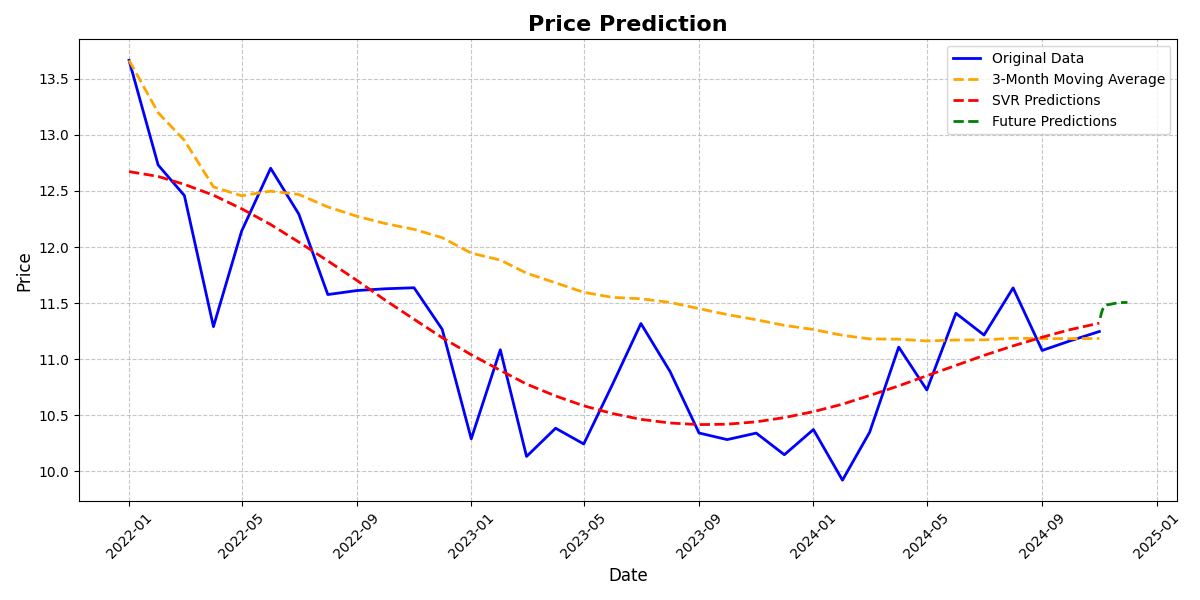 Price Prediction
Original Data
3-Month Moving Average
SVR Predictions
Future Predictions
Price
13.5
13.0
12.5
12.0
11.5
11.0
10.5
10.0
2022-01
2022-05
2022-09
2023-01
2023-05
2023-09
2024-01
2024-05
2024-09
2025-01
Date